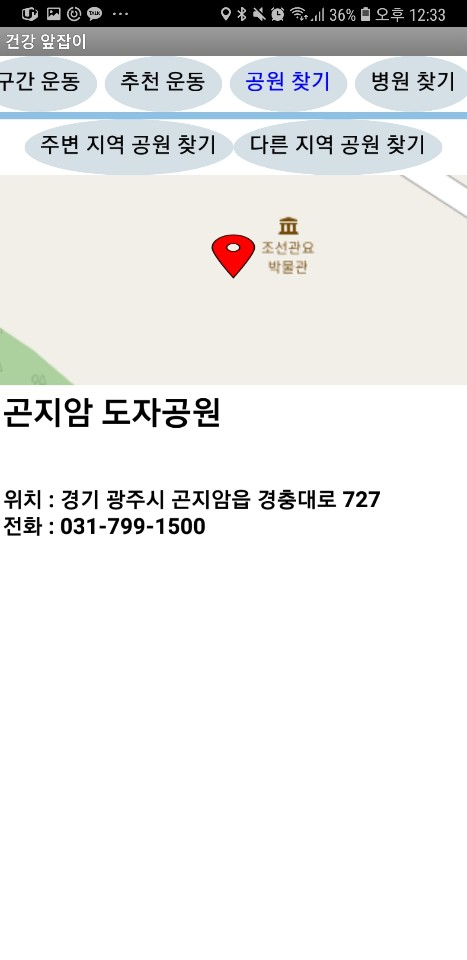 36% 오후 12:33
건강 앞잡이
구간 운동 추천 운동 공원 찾기 병원 찾기
주변 지역 공원 찾기 다른 지역 공원 찾기
조선관요
박물관
곤지암 도자공원
위치 : 경기 광주시 곤지암읍 경충대로 727
전화 : 031-799-1500